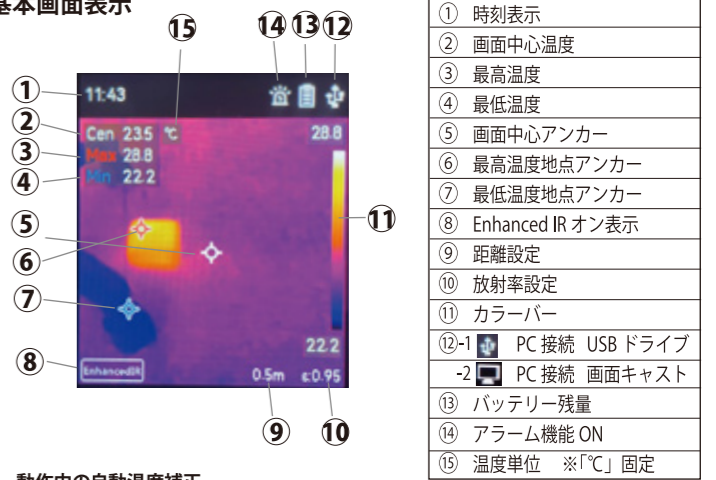 基本画面表示
⑮ ⑭ ⑬ ⑫
① 11:43
② Cen 23.5 ℃ 28.8
③ Max 28.8
④ Min 22.2
⑤
⑪
⑥
⑦
22.2
⑧ EnhancedIR 0.5m ε:0.95
⑨ ⑩
動作中の自動温度補正
① 時刻表示
② 画面中心温度
③ 最高温度
④ 最低温度
⑤ 画面中心アンカー
⑥ 最高温度地点アンカー
⑦ 最低温度地点アンカー
⑧ Enhanced IR オン表示
⑨ 距離設定
⑩ 放射率設定
⑪ カラーバー
⑫-1 PC 接続 USB ドライブ
-2 PC 接続 画面キャスト
⑬ バッテリー残量
⑭ アラーム機能 ON
⑮ 温度単位 ※「℃」固定